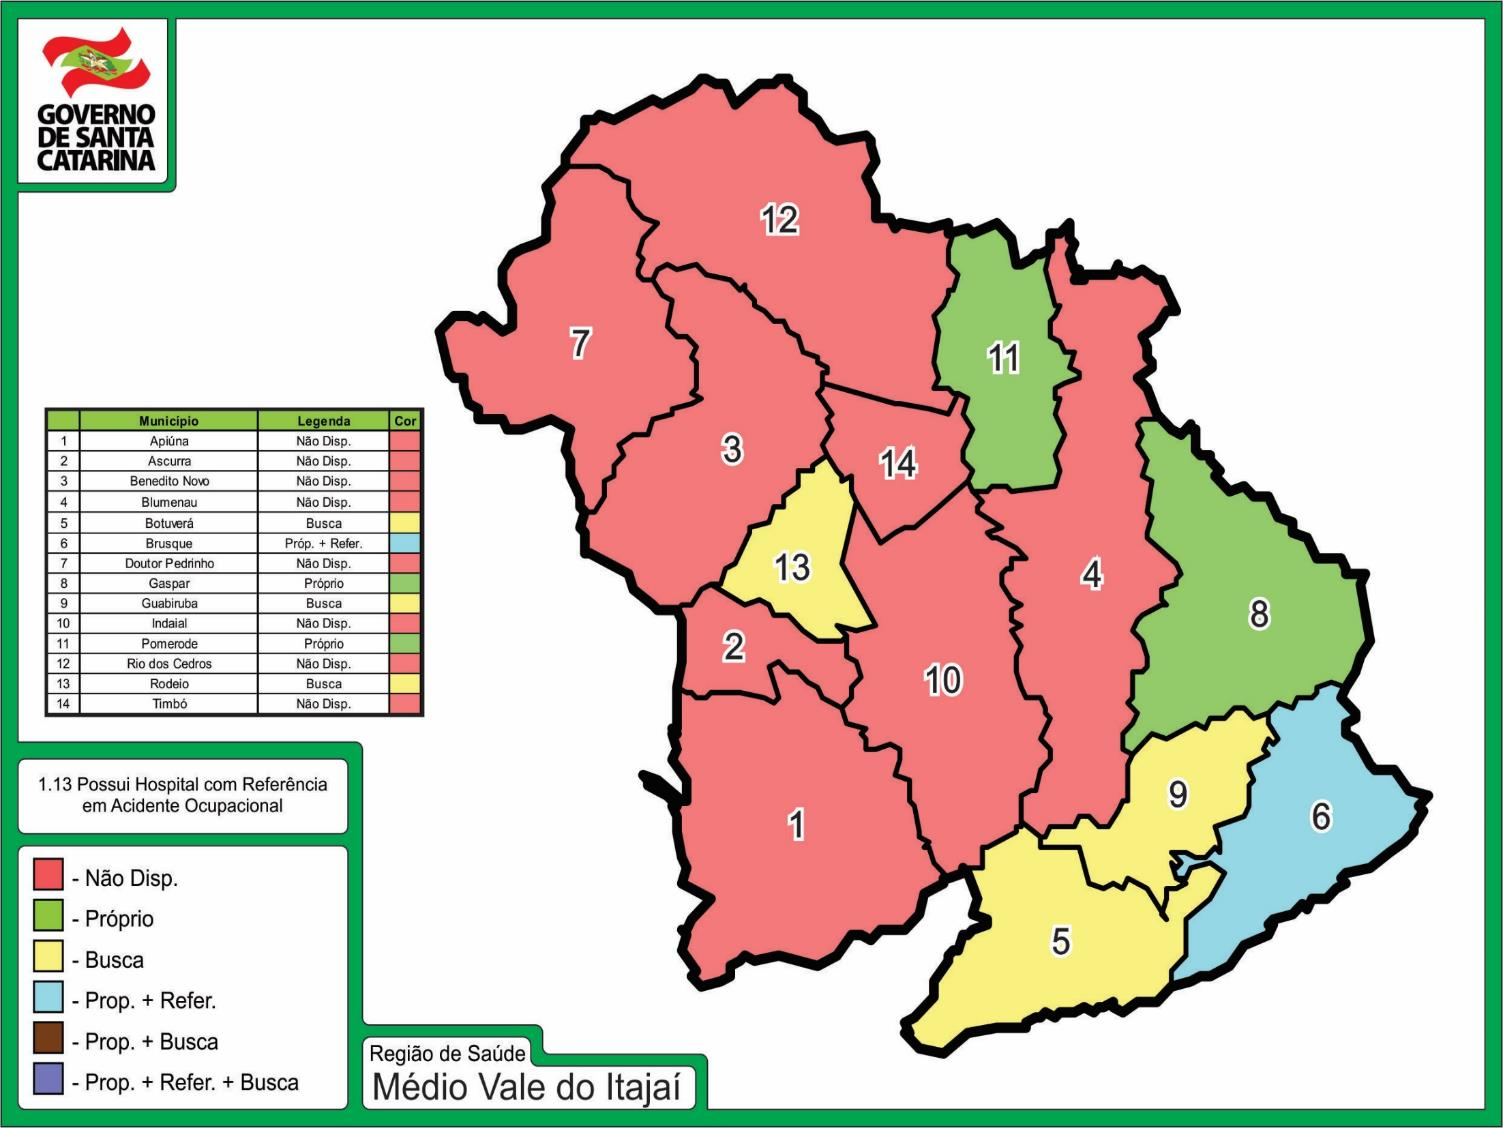 GOVERNO
DE SANTA
CATARINA
12
11
7
3
14
13
4
8
2
10
9
6
1
5
Município Legenda Cor
1 Apiúna Não Disp.
2 Ascurra Não Disp.
3 Benedito Novo Não Disp.
4 Blumenau Não Disp.
5 Botuverá Busca
6 Brusque Próp. + Refer.
7 Doutor Pedrinho Não Disp.
8 Gaspar Próprio
9 Guabiruba Busca
10 Indaial Não Disp.
11 Pomerode Próprio
12 Rio dos Cedros Não Disp.
13 Rodeio Busca
14 Timbó Não Disp.
1.13 Possui Hospital com Referência
em Acidente Ocupacional
- Não Disp.
- Próprio
- Busca
- Prop. + Refer.
- Prop. + Busca
- Prop. + Refer. + Busca
Região de Saúde
Médio Vale do Itajaí